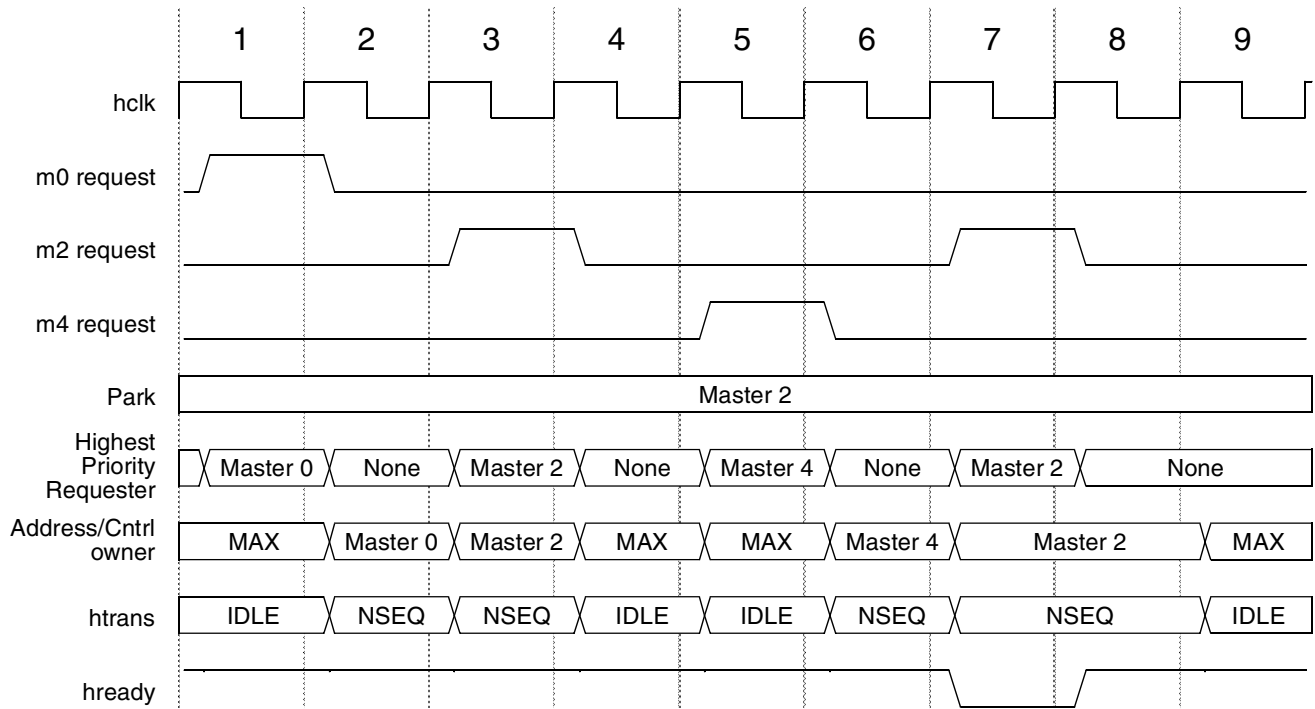 1 2 3 4 5 6 7 8 9
hclk
m0 request
m2 request
m4 request
Park Master 2
Highest
Priority
Requester
Master 0 None Master 2 None Master 4 None Master 2 None
Address/Cntrl
owner
MAX Master 0 Master 2 MAX MAX Master 4 Master 2 MAX
htrans IDLE NSEQ NSEQ IDLE IDLE NSEQ NSEQ IDLE
hready